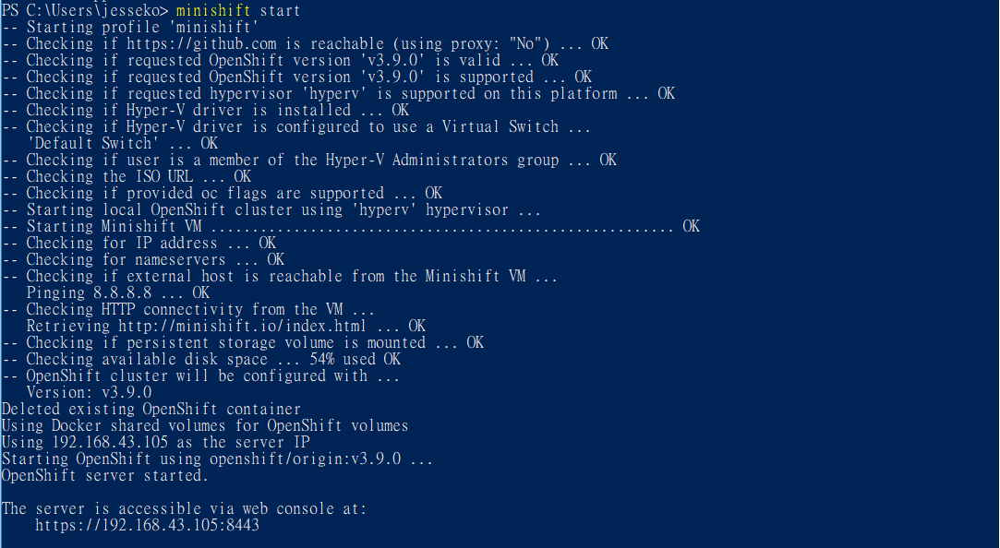 PS C:\Users\jesseko> minishift start
-- Starting profile 'minishift'
-- Checking if https://github.com is reachable (using proxy: "No") ... OK
-- Checking if requested OpenShift version 'v3.9.0' is valid ... OK
-- Checking if requested OpenShift version 'v3.9.0' is supported ... OK
-- Checking if requested hypervisor 'hyperv' is supported on this platform ... OK
-- Checking if Hyper-V driver is installed ... OK
-- Checking if Hyper-V driver is configured to use a Virtual Switch ...
   'Default Switch' ... OK
-- Checking if user is a member of the Hyper-V Administrators group ... OK
-- Checking the ISO URL ... OK
-- Checking if provided oc flags are supported ... OK
-- Starting local OpenShift cluster using 'hyperv' hypervisor ...
-- Starting Minishift VM ........................................................ OK
-- Checking for IP address ... OK
-- Checking for nameservers ... OK
-- Checking if external host is reachable from the Minishift VM ...
   Pinging 8.8.8.8 ... OK
-- Checking HTTP connectivity from the VM ...
   Retrieving http://minishift.io/index.html ... OK
-- Checking if persistent storage volume is mounted ... OK
-- Checking available disk space ... 54% used OK
-- OpenShift cluster will be configured with ...
   Version: v3.9.0
Deleted existing OpenShift container
Using Docker shared volumes for OpenShift volumes
Using 192.168.43.105 as the server IP
Starting OpenShift using openshift/origin:v3.9.0 ...
OpenShift server started.

The server is accessible via web console at:
    https://192.168.43.105:8443